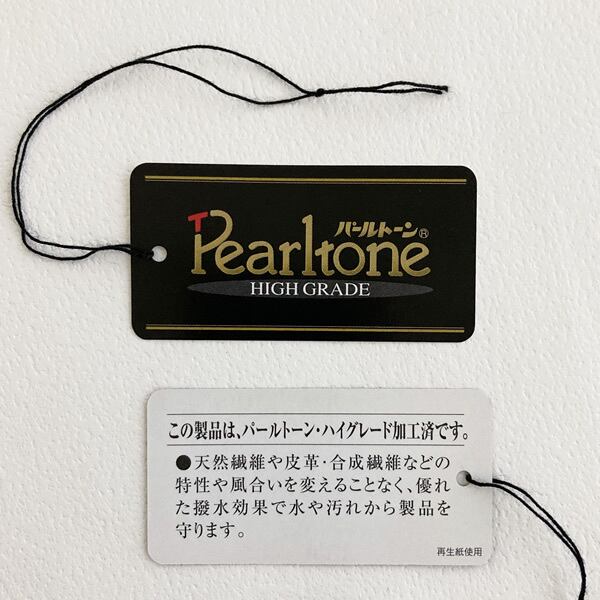 パールトーン®
Pearltone
HIGH GRADE
この製品は、パールトーン・ハイグレード加工済です。
●天然繊維や皮革・合成繊維などの
特性や風合いを変えることなく、優れ
た撥水効果で水や汚れから製品を
守ります。
再生紙使用